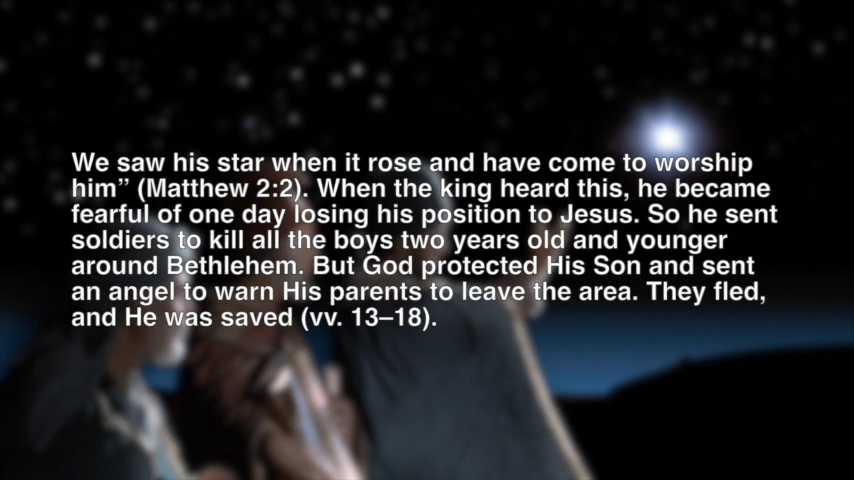 We saw his star when it rose and have come to worship
him” (Matthew 2:2). When the king heard this, he became
fearful of one day losing his position to Jesus. So he sent
soldiers to kill all the boys two years old and younger
around Bethlehem. But God protected His Son and sent
an angel to warn His parents to leave the area. They fled,
and He was saved (vv. 13–18).